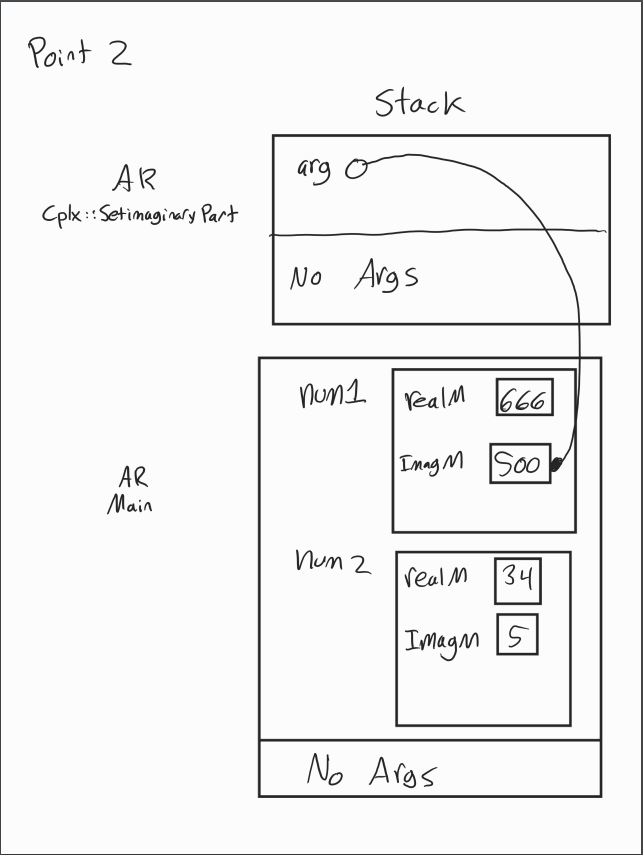 Point 2
Stack
AR
Cplx::SetimaginaryPart
arg
No Args
AR
Main
num1
realM 666
ImagM 500
Num2
realM 34
ImagM 5
No Args